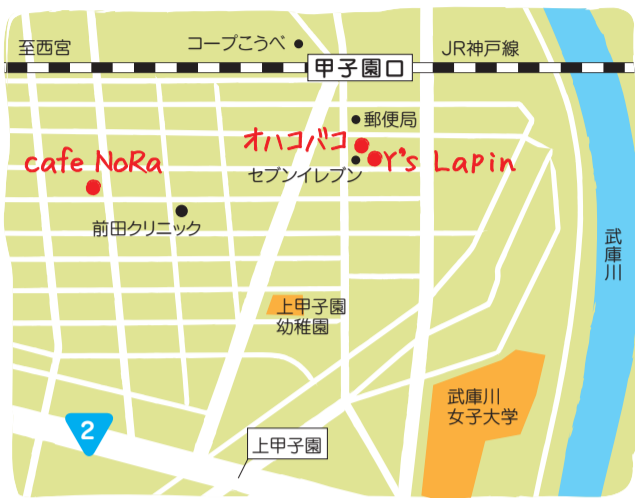 至西宮
コープこうべ
甲子園口
JR神戸線
郵便局
オハコバコ
cafe NoRa
Y's Lapin
セブンイレブン
前田クリニック
武庫川
上甲子園
幼稚園
武庫川
女子大学
2
上甲子園